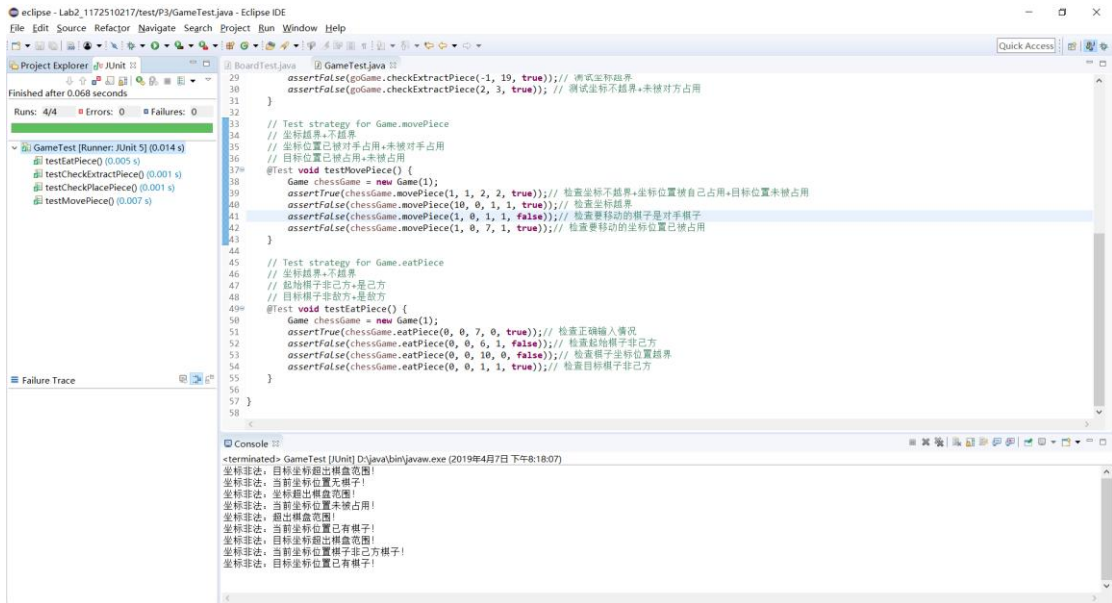 eclipse - Lab2_1172510217/test/P3/GameTest.java - Eclipse IDE
File Edit Source Refactor Navigate Search Project Run Window Help
Quick Access
Project Explorer JUnit
BoardTest.java GameTest.java
Finished after 0.068 seconds
Runs: 4/4 Errors: 0 Failures: 0
GameTest [Runner: JUnit 5] (0.014 s)
testEatPiece() (0.005 s)
testCheckExtractPiece() (0.001 s)
testCheckPlacePiece() (0.001 s)
testMovePiece() (0.007 s)
Failure Trace
29 assertFalse(goGame.checkExtractPiece(-1, 19, true));// 测试坐标越界
30 assertFalse(goGame.checkExtractPiece(2, 3, true)); // 测试坐标不越界+未被对方占用
31 }
32
33 // Test strategy for Game.movePiece
34 // 坐标越界+不越界
35 // 坐标位置已被对手占用+未被对手占用
36 // 目标位置已被占用+未被占用
37 @Test void testMovePiece() {
38 Game chessGame = new Game(1);
39 assertTrue(chessGame.movePiece(1, 1, 2, 2, true));// 检查坐标不越界+坐标位置被自己占用+目标位置未被占用
40 assertFalse(chessGame.movePiece(10, 0, 1, 1, true));// 检查坐标越界
41 assertFalse(chessGame.movePiece(1, 0, 1, 1, false));// 检查要移动的棋子是对手棋子
42 assertFalse(chessGame.movePiece(1, 0, 7, 1, true));// 检查要移动的坐标位置已被占用
43 }
44
45 // Test strategy for Game.eatPiece
46 // 坐标越界+不越界
47 // 起始棋子非己方+是己方
48 // 目标棋子非敌方+是敌方
49 @Test void testEatPiece() {
50 Game chessGame = new Game(1);
51 assertTrue(chessGame.eatPiece(0, 0, 7, 0, true));// 检查正确输入情况
52 assertFalse(chessGame.eatPiece(0, 0, 6, 1, false));// 检查起始棋子非己方
53 assertFalse(chessGame.eatPiece(0, 0, 10, 0, false));// 检查棋子坐标位置越界
54 assertFalse(chessGame.eatPiece(0, 0, 1, 1, true));// 检查目标棋子非己方
55 }
56
57 }
58
Console
<terminated> GameTest [JUnit] D:\java\bin\javaw.exe (2019年4月7日 下午8:18:07)
坐标非法，目标坐标超出棋盘范围!
坐标非法，当前坐标位置无棋子!
坐标非法，坐标超出棋盘范围!
坐标非法，当前坐标位置未被占用!
坐标非法，超出棋盘范围!
坐标非法，当前坐标位置已有棋子!
坐标非法，目标坐标超出棋盘范围!
坐标非法，当前坐标位置棋子非己方棋子!
坐标非法，目标坐标位置已有棋子!